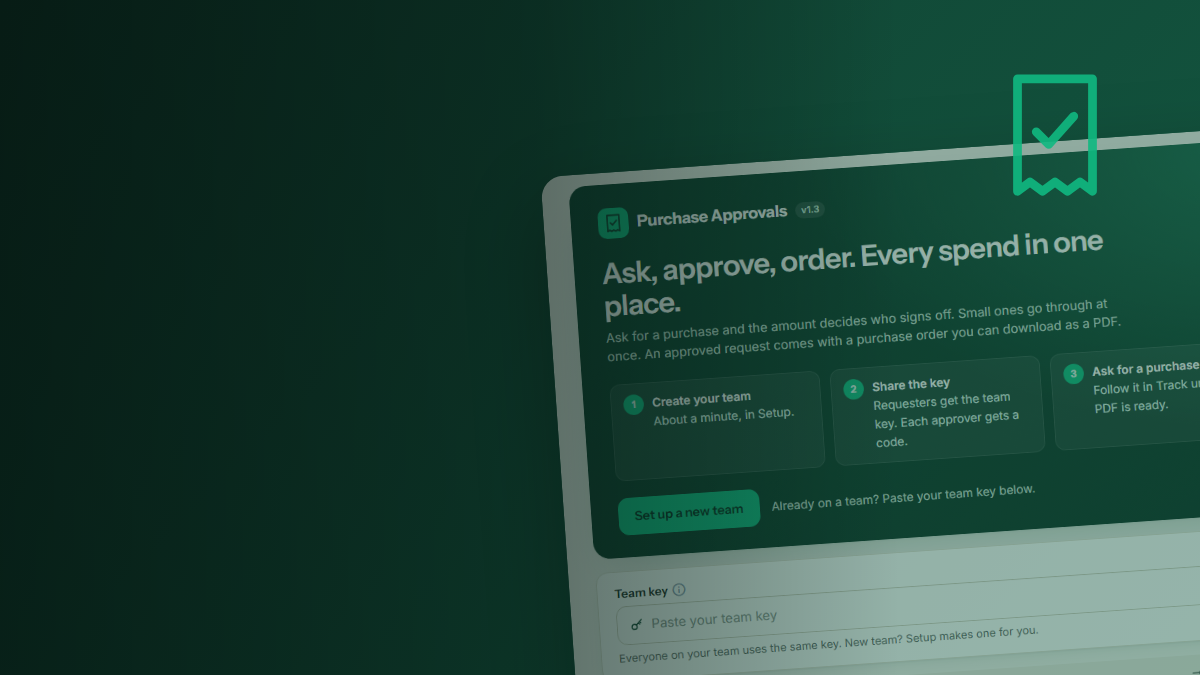 Purchase Approvals v1.3
Ask, approve, order. Every spend in one
place.
Ask for a purchase and the amount decides who signs off. Small ones go through at
once. An approved request comes with a purchase order you can download as a PDF.
1 Create your team
About a minute, in Setup.
2 Share the key
Requesters get the team
key. Each approver gets a
code.
3 Ask for a purchase
Follow it in Track
PDF is ready.
Set up a new team
Already on a team? Paste your team key below.
Team key
Paste your team key
Everyone on your team uses the same key. New team? Setup makes one for you.